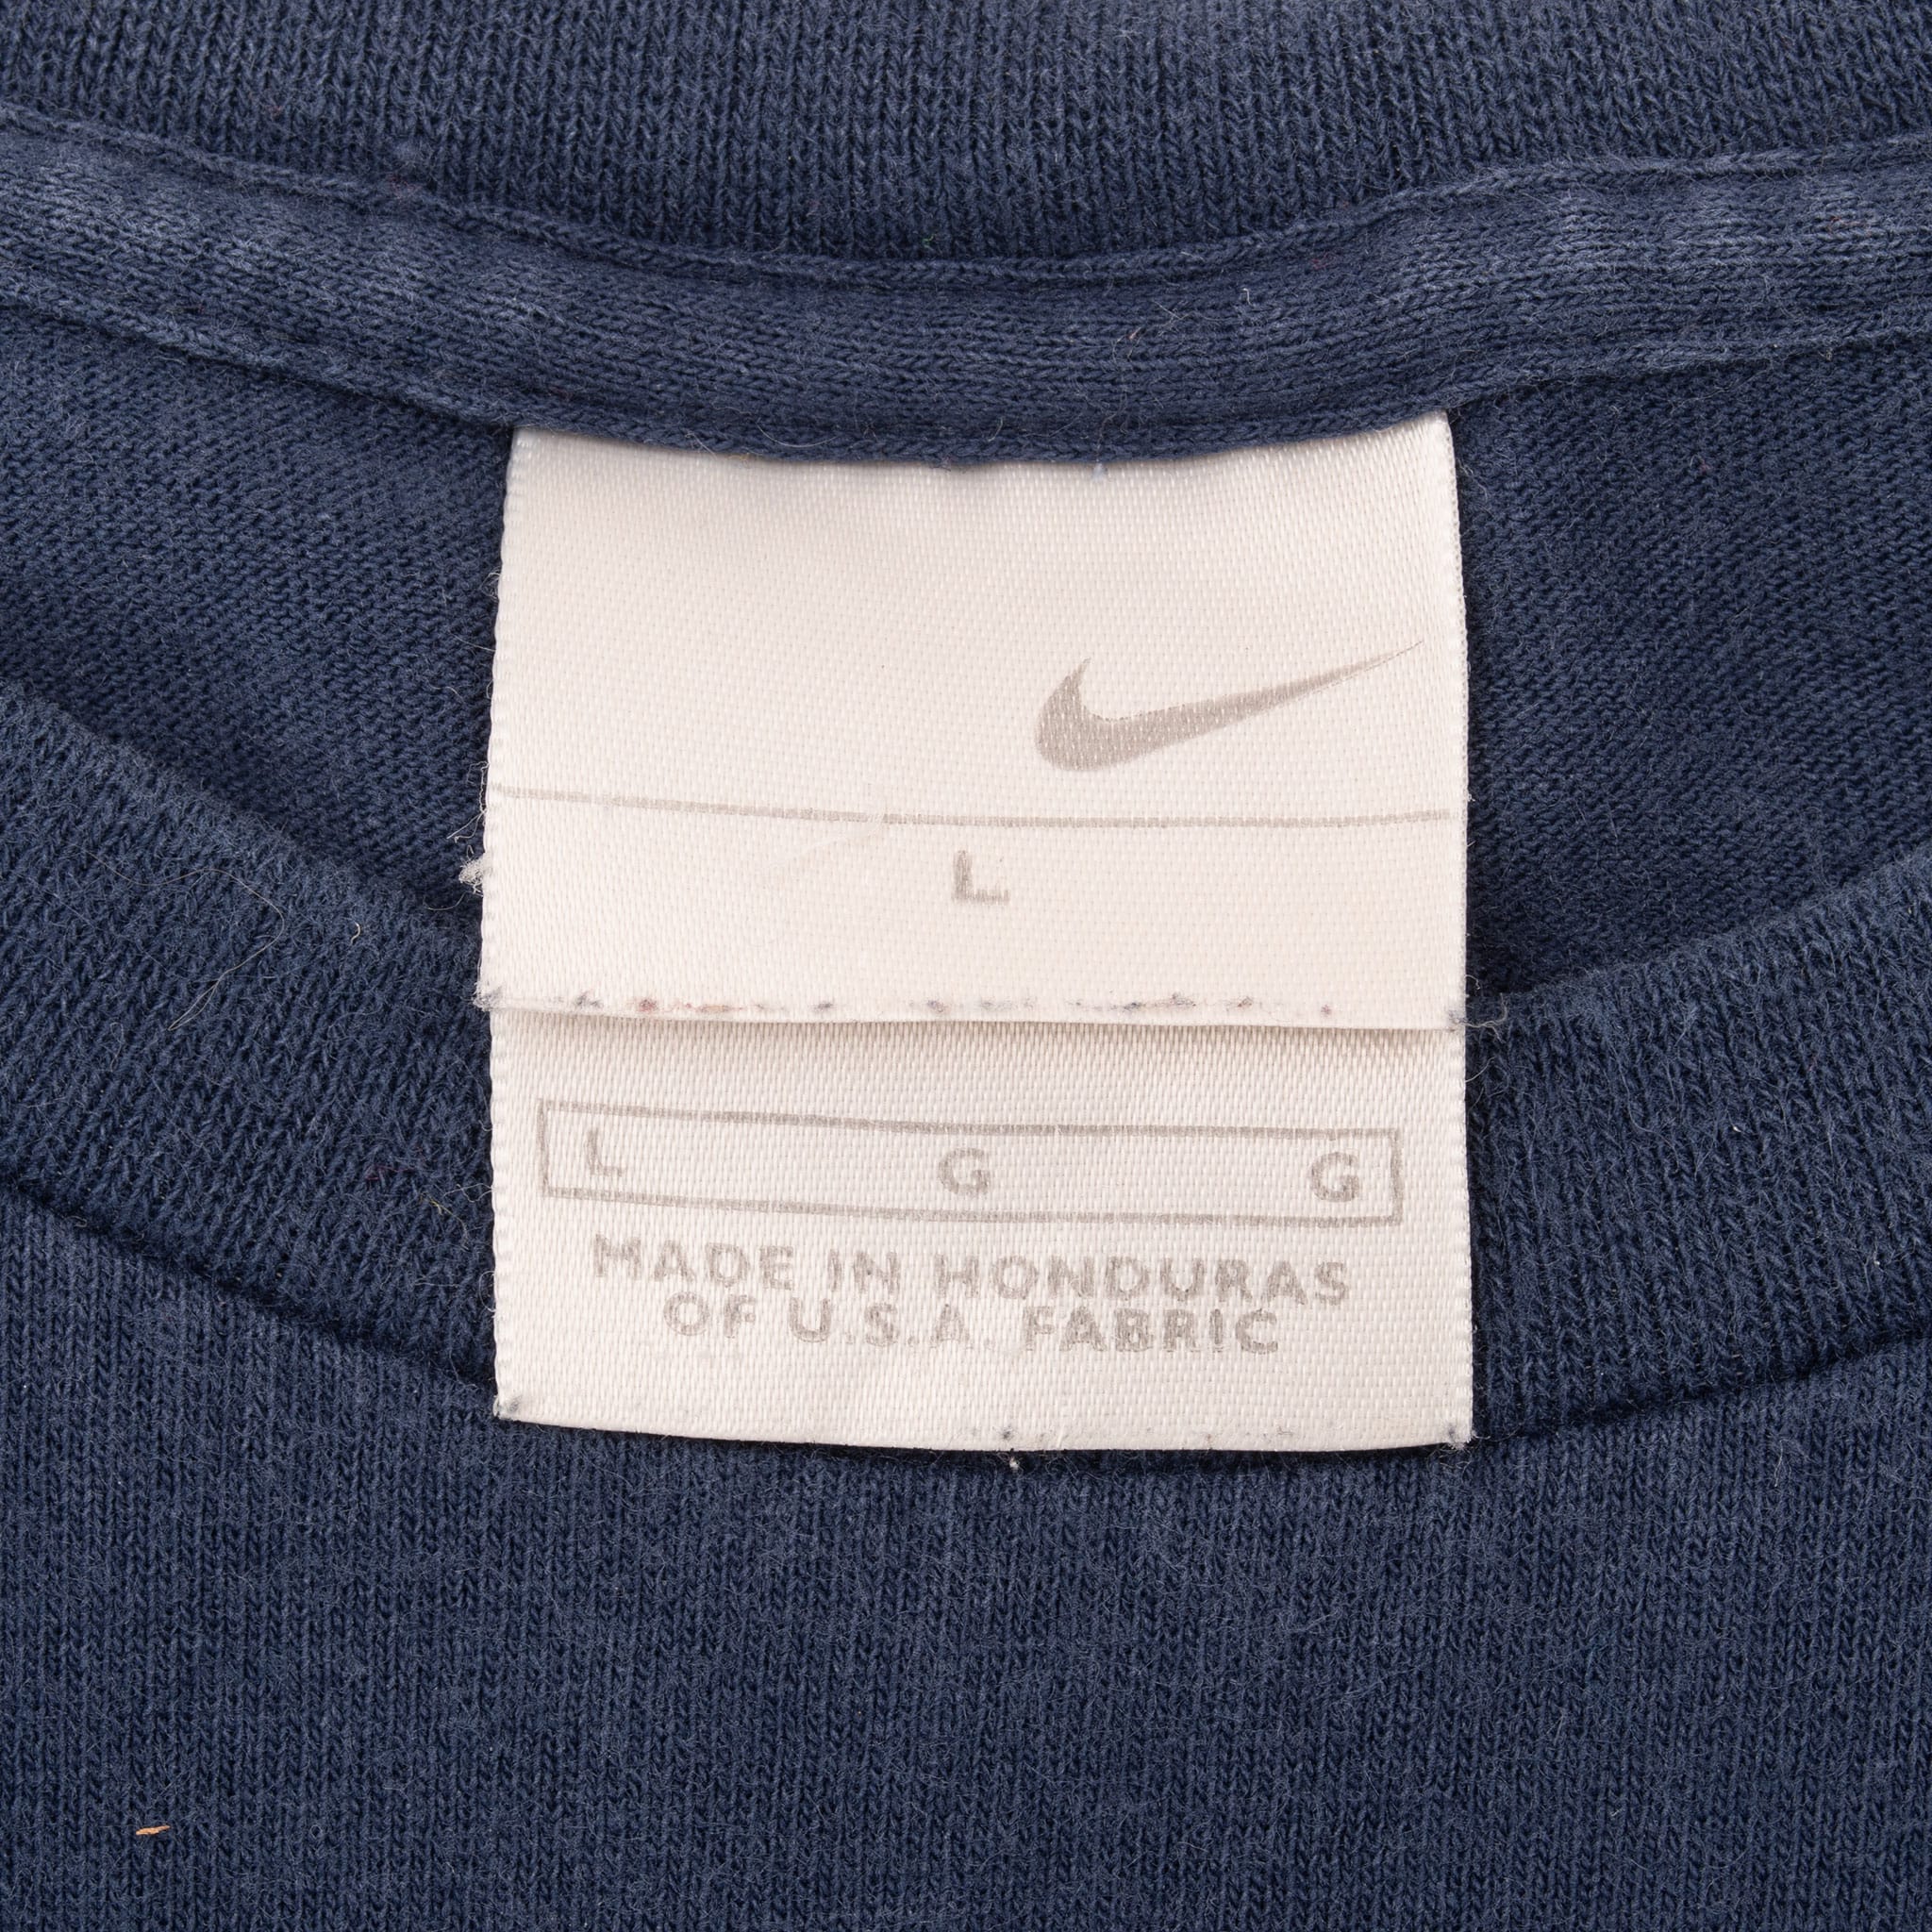 L
L G G
MADE IN HONDURAS
OF U.S.A. FABRIC